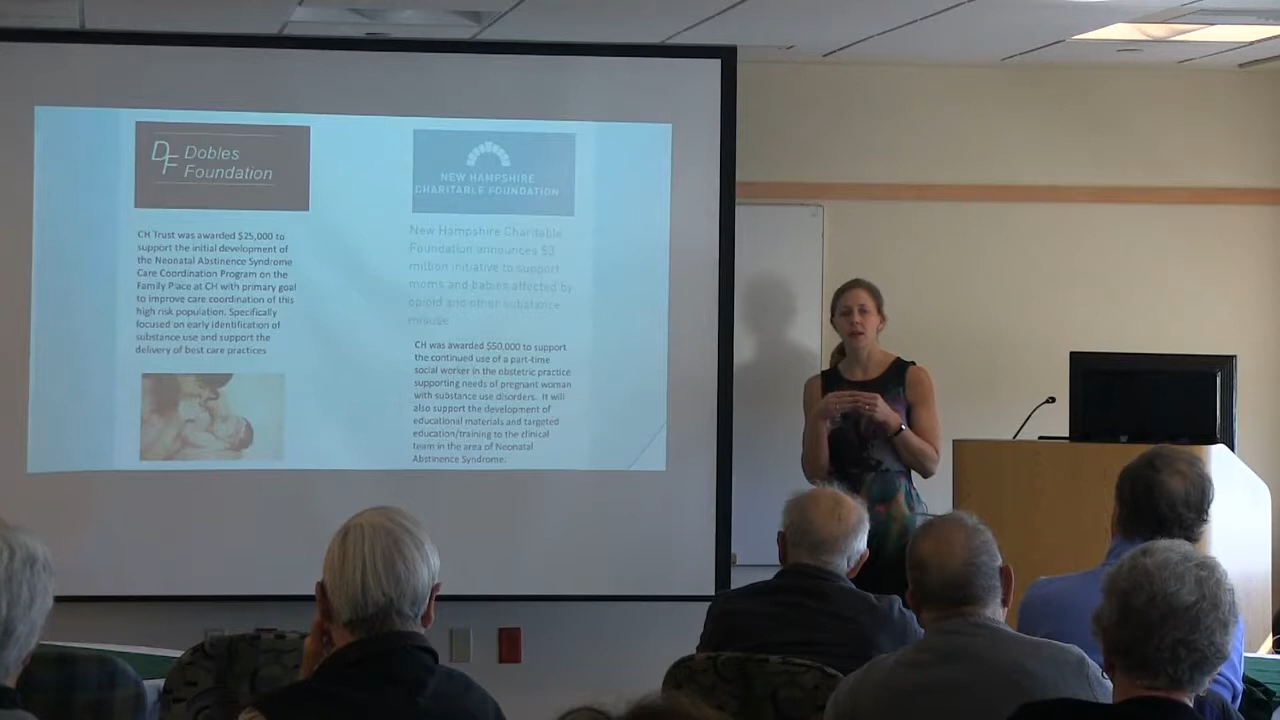 DF Dobles
Foundation
CH Trust was awarded $25,000 to
support the initial development of
the Neonatal Abstinence Syndrome
Care Coordination Program on the
Family Place at CH with primary goal
to improve care coordination of this
high risk population. Specifically
focused on early identification of
substance use and support the
delivery of best care practices
NEW HAMPSHIRE
CHARITABLE FOUNDATION
New Hampshire Charitable
Foundation announces $3
million initiative to support
moms and babies affected by
opioid and other substance
misuse
CH was awarded $50,000 to support
the continued use of a part-time
social worker in the obstetric practice
supporting needs of pregnant woman
with substance use disorders. It will
also support the development of
educational materials and targeted
education/training to the clinical
team in the area of Neonatal
Abstinence Syndrome.